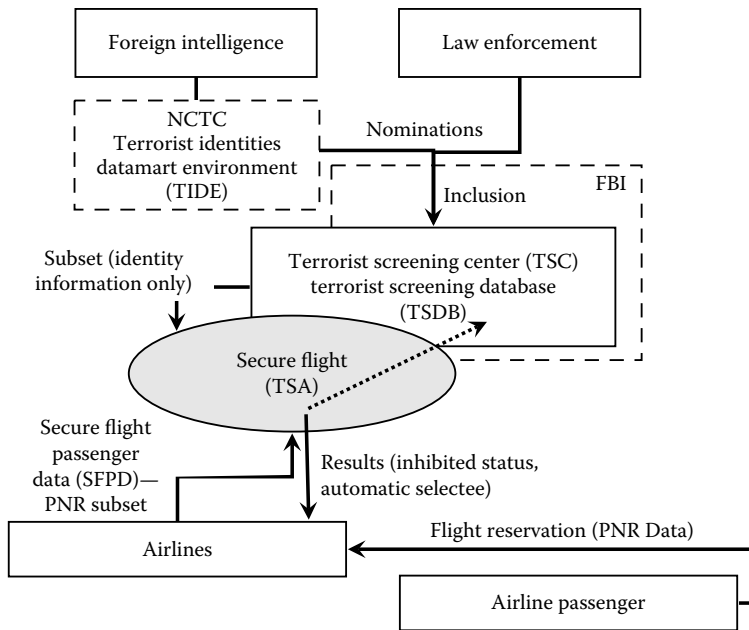 Foreign intelligence
Law enforcement
NCTC
Terrorist identities
datamart environment
(TIDE)
Nominations
Inclusion
FBI
Subset (identity
information only)
Terrorist screening center (TSC)
terrorist screening database
(TSDB)
Secure flight
(TSA)
Secure flight
passenger
data (SFPD)—
PNR subset
Results (inhibited status,
automatic selectee)
Flight reservation (PNR Data)
Airlines
Airline passenger